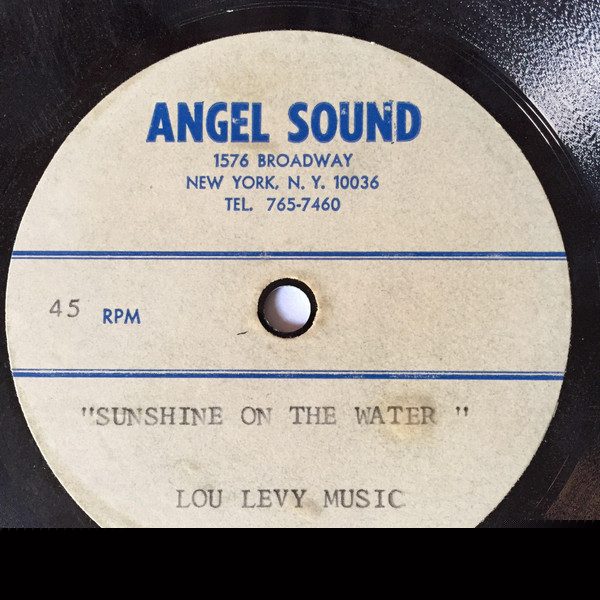 ANGEL SOUND
1576 BROADWAY
NEW YORK, N. Y. 10036
TEL. 765-7460
45 RPM
"SUNSHINE ON THE WATER "
LOU LEVY MUSIC